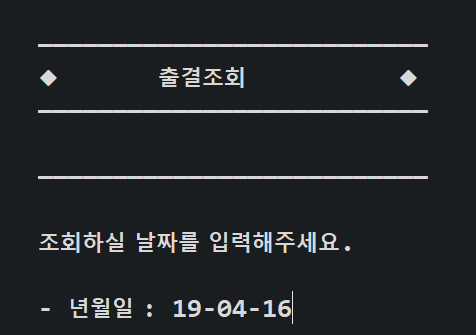 ◆ 출결조회 ◆
조회하실 날짜를 입력해주세요.
- 년월일 : 19-04-16